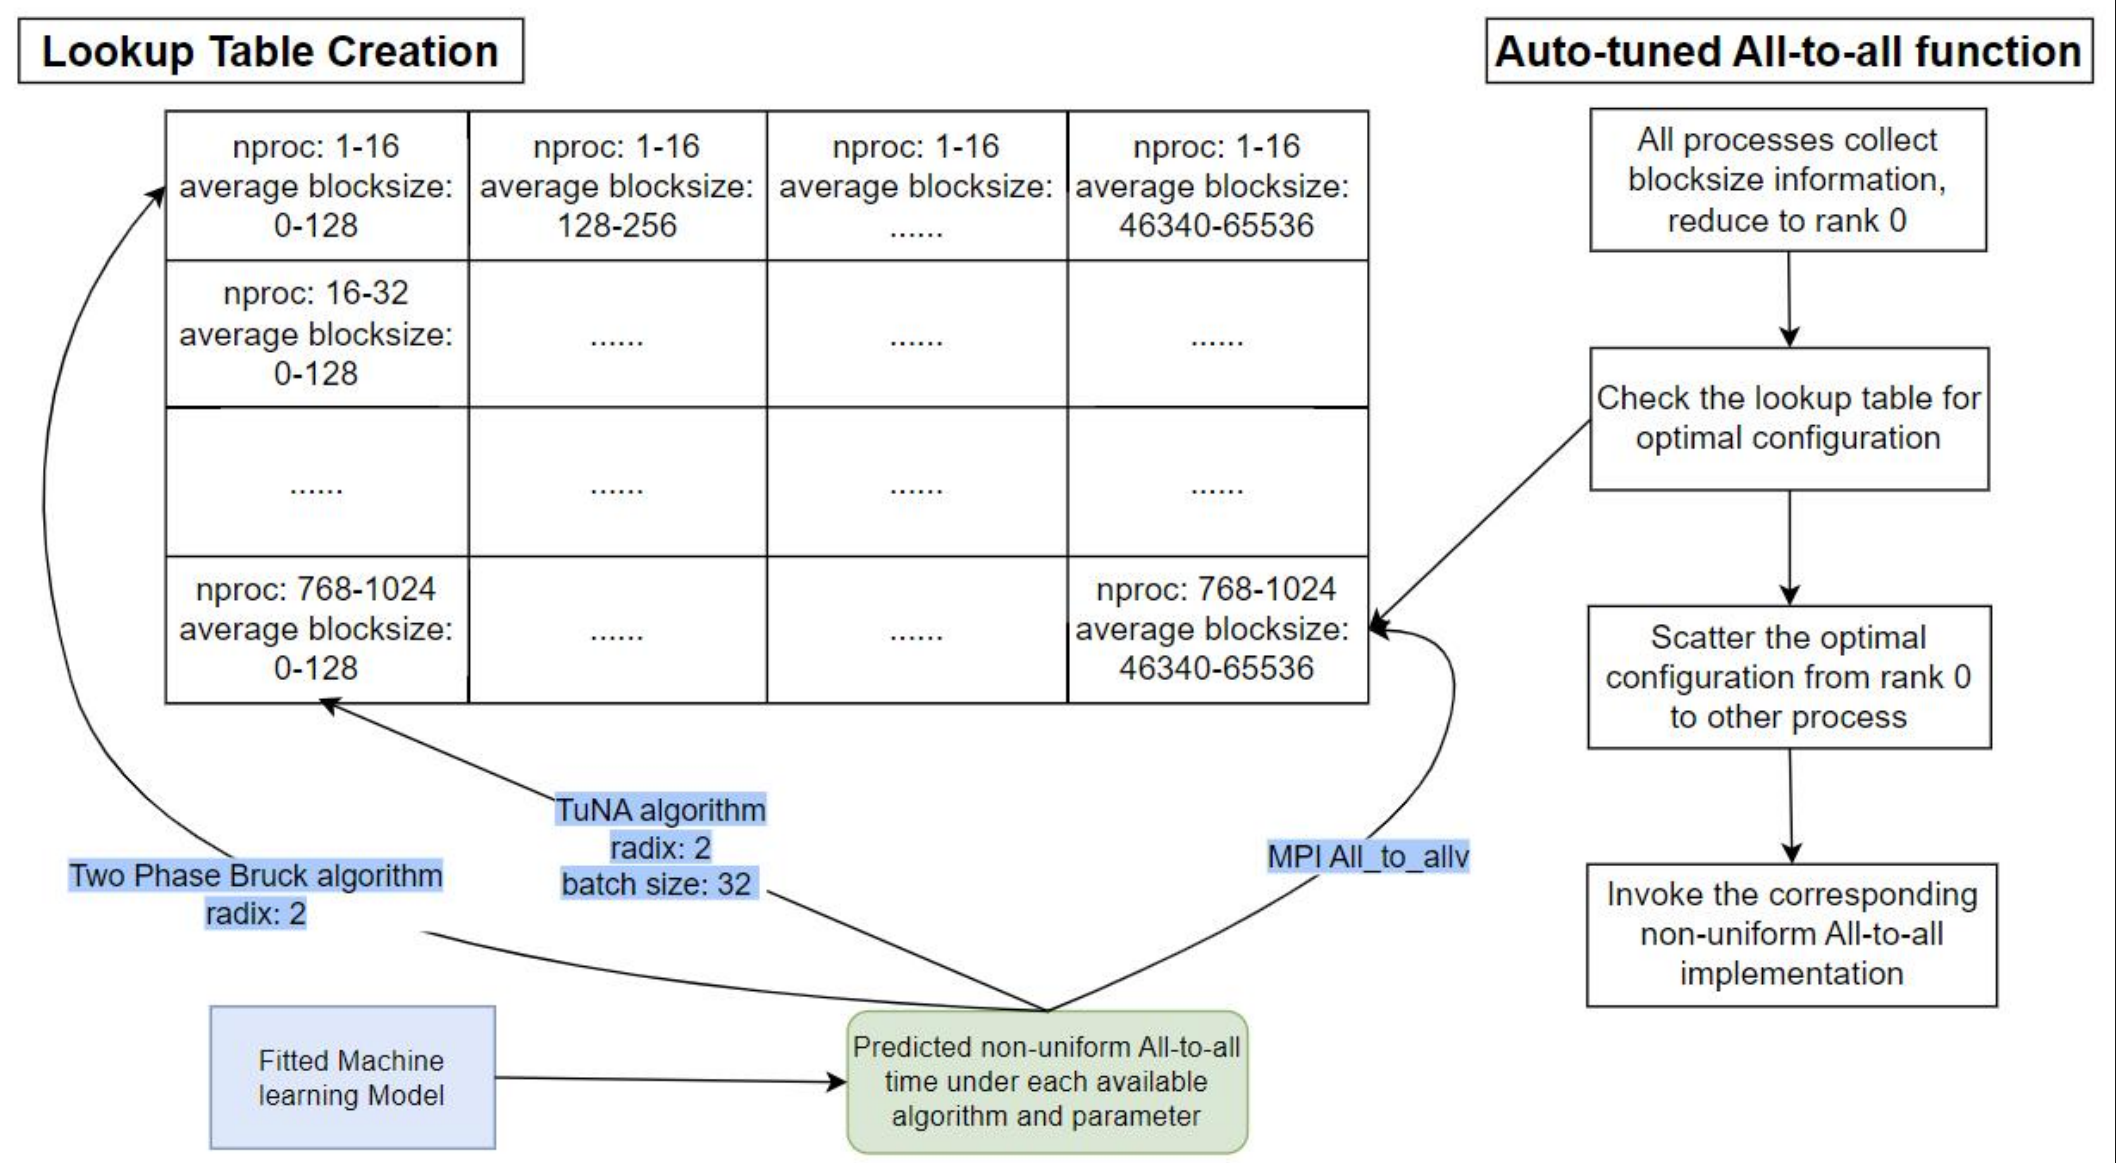 Lookup Table Creation
Auto-tuned All-to-all function
nproc: 1-16
average blocksize:
0-128
nproc: 1-16
average blocksize:
128-256
nproc: 1-16
average blocksize:
......
nproc: 1-16
average blocksize:
46340-65536
nproc: 16-32
average blocksize:
0-128
......
......
......
......
......
......
......
nproc: 768-1024
average blocksize:
0-128
......
......
nproc: 768-1024
average blocksize:
46340-65536
Two Phase Bruck algorithm
radix: 2
TuNA algorithm
radix: 2
batch size: 32
MPI All_to_allv
Fitted Machine
learning Model
Predicted non-uniform All-to-all
time under each available
algorithm and parameter
All processes collect
blocksize information,
reduce to rank 0
Check the lookup table for
optimal configuration
Scatter the optimal
configuration from rank 0
to other process
Invoke the corresponding
non-uniform All-to-all
implementation